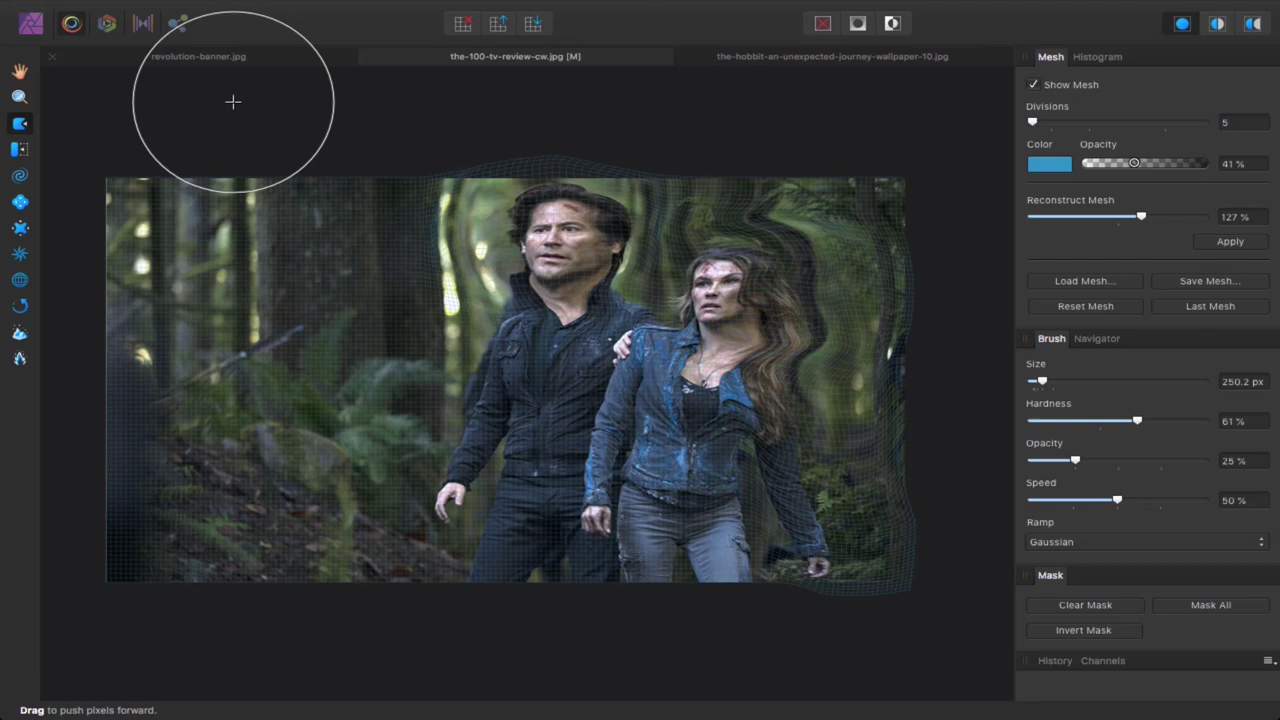 revolution-banner.jpg
the-100-tv-review-cw.jpg [M]
the-hobbit-an-unexpected-journey-wallpaper-10.jpg
Mesh
Histogram
Show Mesh
Divisions
5
Color
Opacity
41 %
Reconstruct Mesh
127 %
Apply
Load Mesh...
Save Mesh...
Reset Mesh
Last Mesh
Brush
Navigator
Size
250.2 px
Hardness
61 %
Opacity
25 %
Speed
50 %
Ramp
Gaussian
Mask
Clear Mask
Mask All
Invert Mask
History
Channels
Drag to push pixels forward.